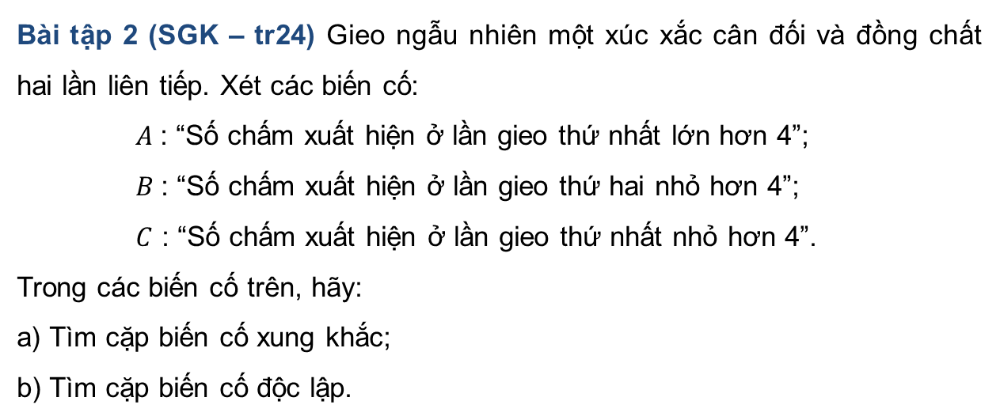 Bài tập 2 (SGK – tr24) Gieo ngẫu nhiên một xúc xắc cân đối và đồng chất
hai lần liên tiếp. Xét các biến cố:
A : “Số chấm xuất hiện ở lần gieo thứ nhất lớn hơn 4”;
B : “Số chấm xuất hiện ở lần gieo thứ hai nhỏ hơn 4”;
C : “Số chấm xuất hiện ở lần gieo thứ nhất nhỏ hơn 4”.
Trong các biến cố trên, hãy:
a) Tìm cặp biến cố xung khắc;
b) Tìm cặp biến cố độc lập.